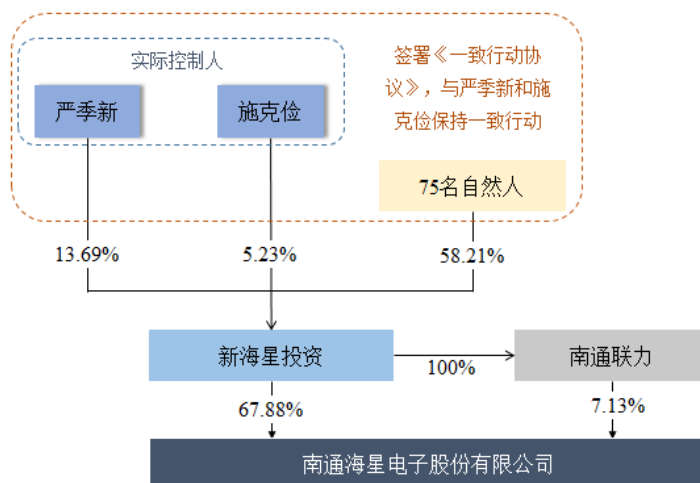 实际控制人
严季新
施克俭
签署《一致行动协
议》，与严季新和施
克俭保持一致行动
75名自然人
13.69%
5.23%
58.21%
新海星投资
100%
南通联力
67.88%
7.13%
南通海星电子股份有限公司